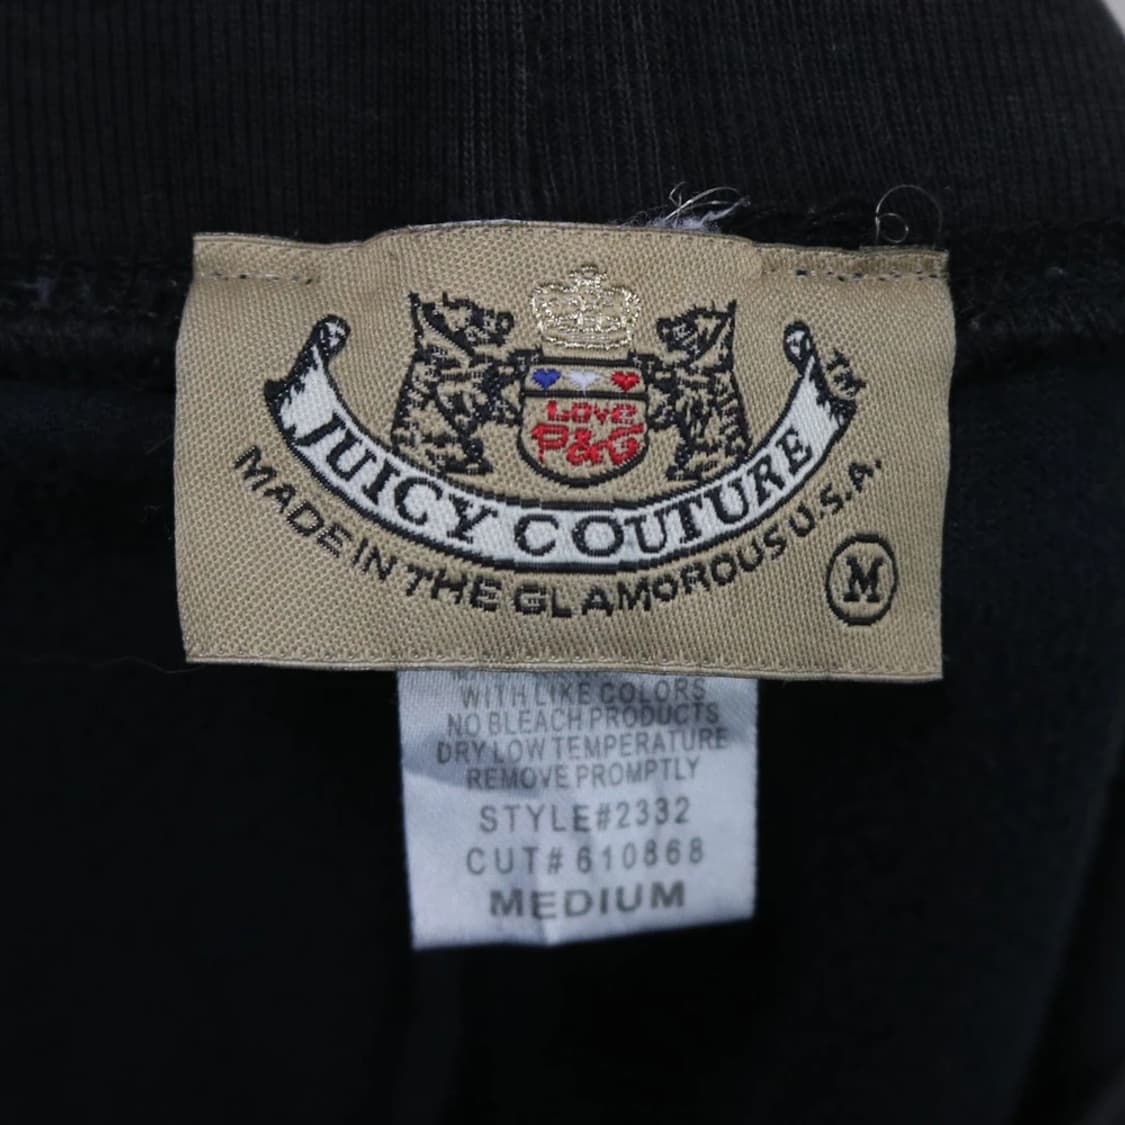 Love
P&G
JUICY COUTURE
TM
MADE IN THE GLAMOROUS U.S.A.
M
WITH LIKE COLORS
NO BLEACH PRODUCTS
DRY LOW TEMPERATURE
REMOVE PROMPTLY
STYLE#2332
CUT# 610868
MEDIUM